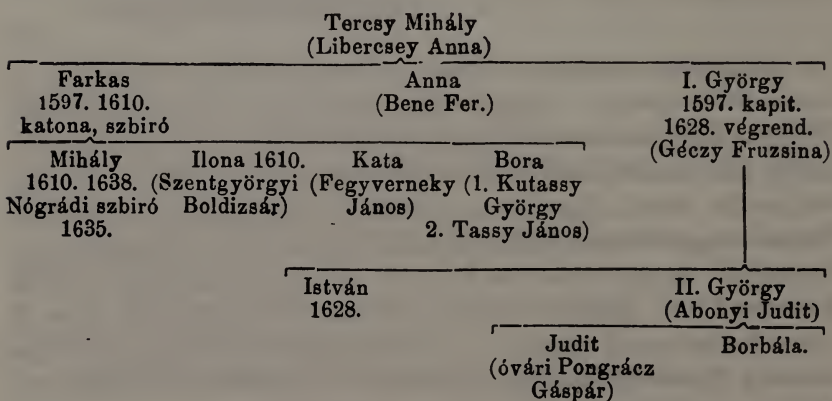 Tercsy Mihály
(Libercsey Anna)
Farkas Anna I. György
1597. 1610. (Bene Fer.) 1597. kapit.
katona, szbiró 1628. végrend.
(Géczy Fruzsina)
Mihály Ilona 1610. Kata Bora
1610. 1638. (Szentgyörgyi (Fegyverneky (1. Kutassy
Nógrádi szbiró Boldizsár) János) György
1635. 2. Tassy János)
István II. György
1628. (Abonyi Judit)
Judit Borbála.
(óvári Pongrácz
Gáspár)